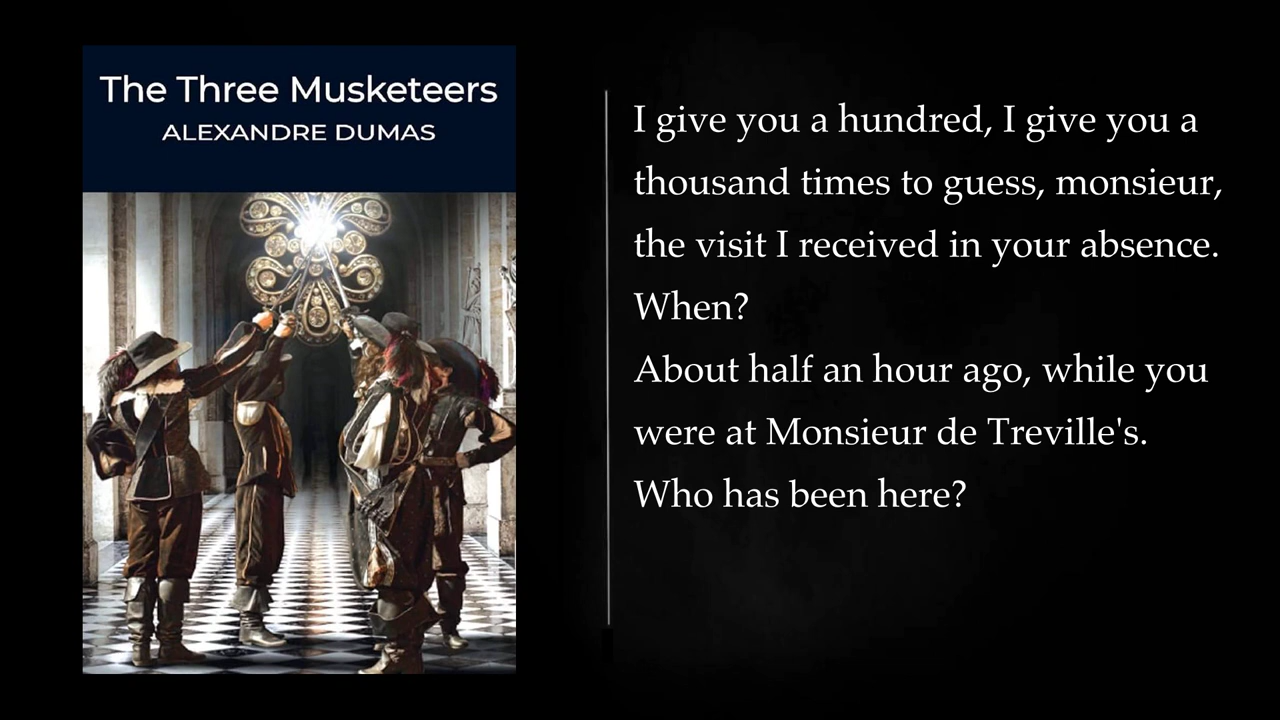 The Three Musketeers
ALEXANDRE DUMAS
I give you a hundred, I give you a
thousand times to guess, monsieur,
the visit I received in your absence.
When?
About half an hour ago, while you
were at Monsieur de Treville's.
Who has been here?